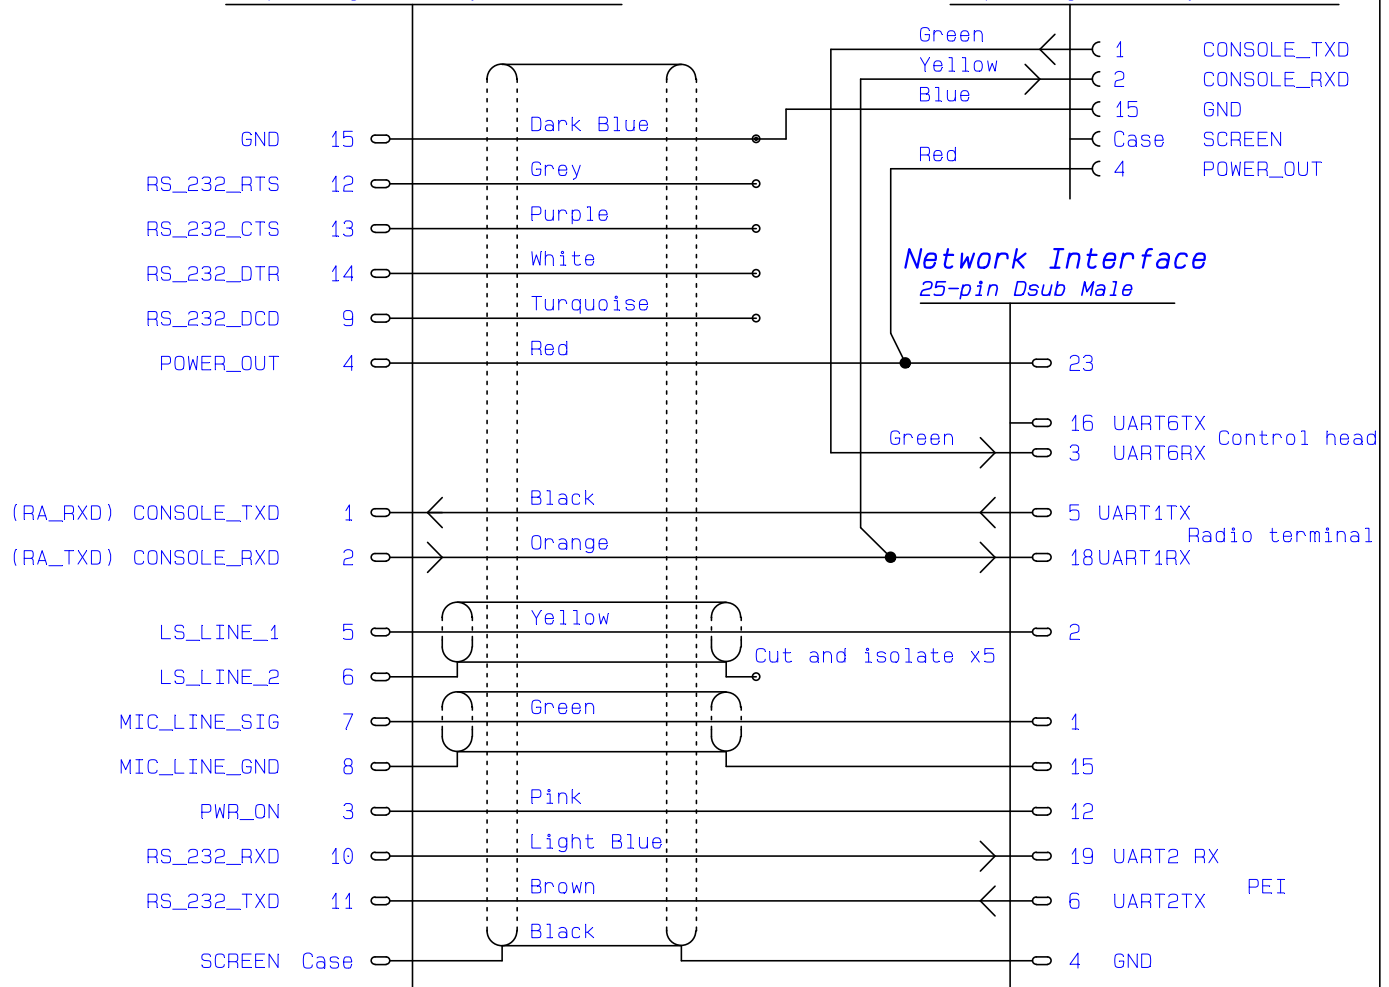 Green 1 CONSOLE_TXD
Yellow 2 CONSOLE_RXD
Blue 15 GND
Case SCREEN
Red 4 POWER_OUT
GND 15 Dark Blue
RS_232_RTS 12 Grey
RS_232_CTS 13 Purple
RS_232_DTR 14 White
RS_232_DCD 9 Turquoise
POWER_OUT 4 Red
Network Interface
25-pin Dsub Male
23
16 UART6TX
Control head
Green 3 UART6RX
(RA_RXD) CONSOLE_TXD 1 Black 5 UART1TX
Radio terminal
(RA_TXD) CONSOLE_RXD 2 Orange 18 UART1RX
LS_LINE_1 5 Yellow 2
Cut and isolate x5
LS_LINE_2 6
MIC_LINE_SIG 7 Green 1
MIC_LINE_GND 8 15
PWR_ON 3 Pink 12
RS_232_RXD 10 Light Blue 19 UART2 RX
PEI
RS_232_TXD 11 Brown 6 UART2TX
Black
SCREEN Case 4 GND